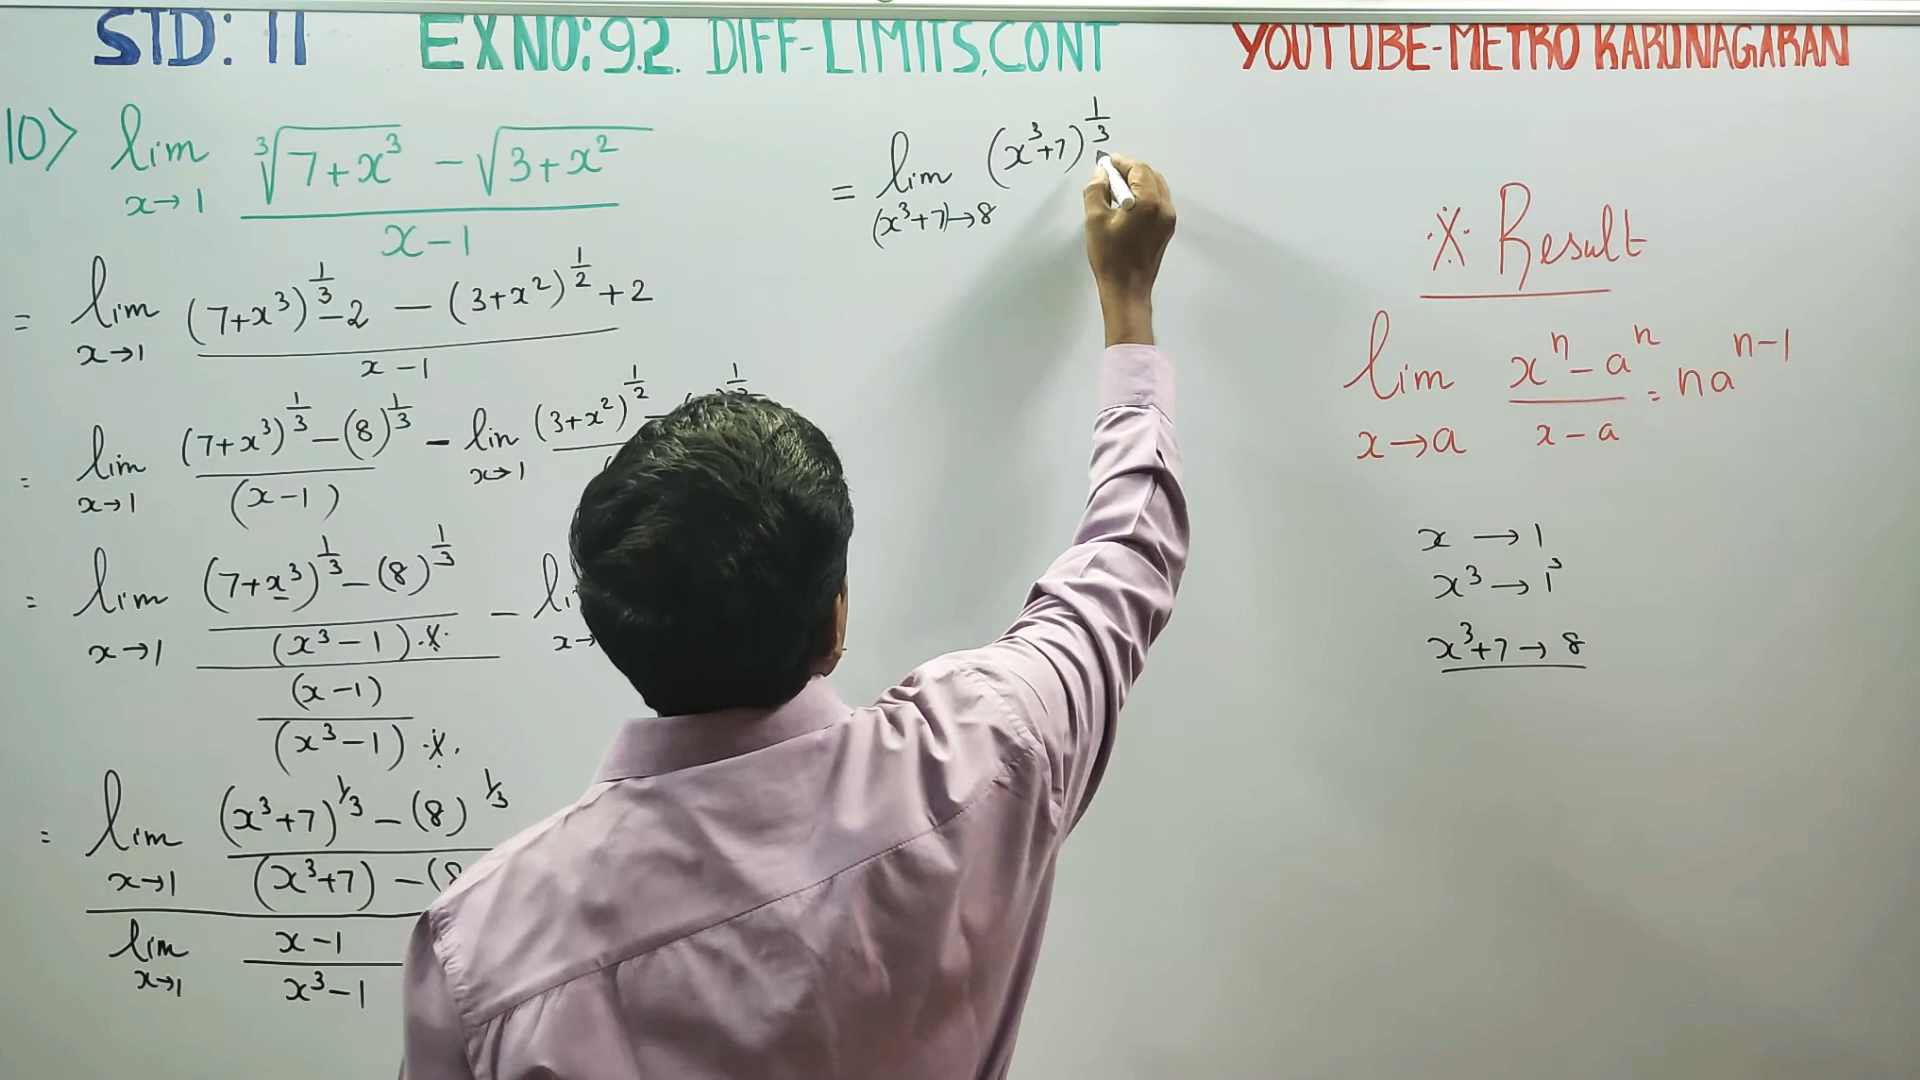 STD: 11 EXNO:9.2. DIFF-LIMITS,CONT YOUTUBE-METRO KARUNAGARAN
10> lim x→1 ∛(7+x³) − √(3+x²) / x−1
= lim x→1 (7+x³)^1/3 −2 − (3+x²)^1/2 +2 / x−1
= lim x→1 (7+x³)^1/3 − (8)^1/3 / (x−1) − lim x→1 (3+x²)^1/2 −
= lim x→1 (7+x³)^1/3 − (8)^1/3 / (x³−1) ※ / (x−1) / (x³−1) ※ −
= lim x→1 (x³+7)^1/3 − (8)^1/3 / (x³+7) − (8
lim x→1 x−1 / x³−1
= lim (x³+7)→8 (x³+7)^1/3
※ Result
lim x→a xⁿ−aⁿ / x−a = na^n−1
x → 1
x³ → 1³
x³+7 → 8